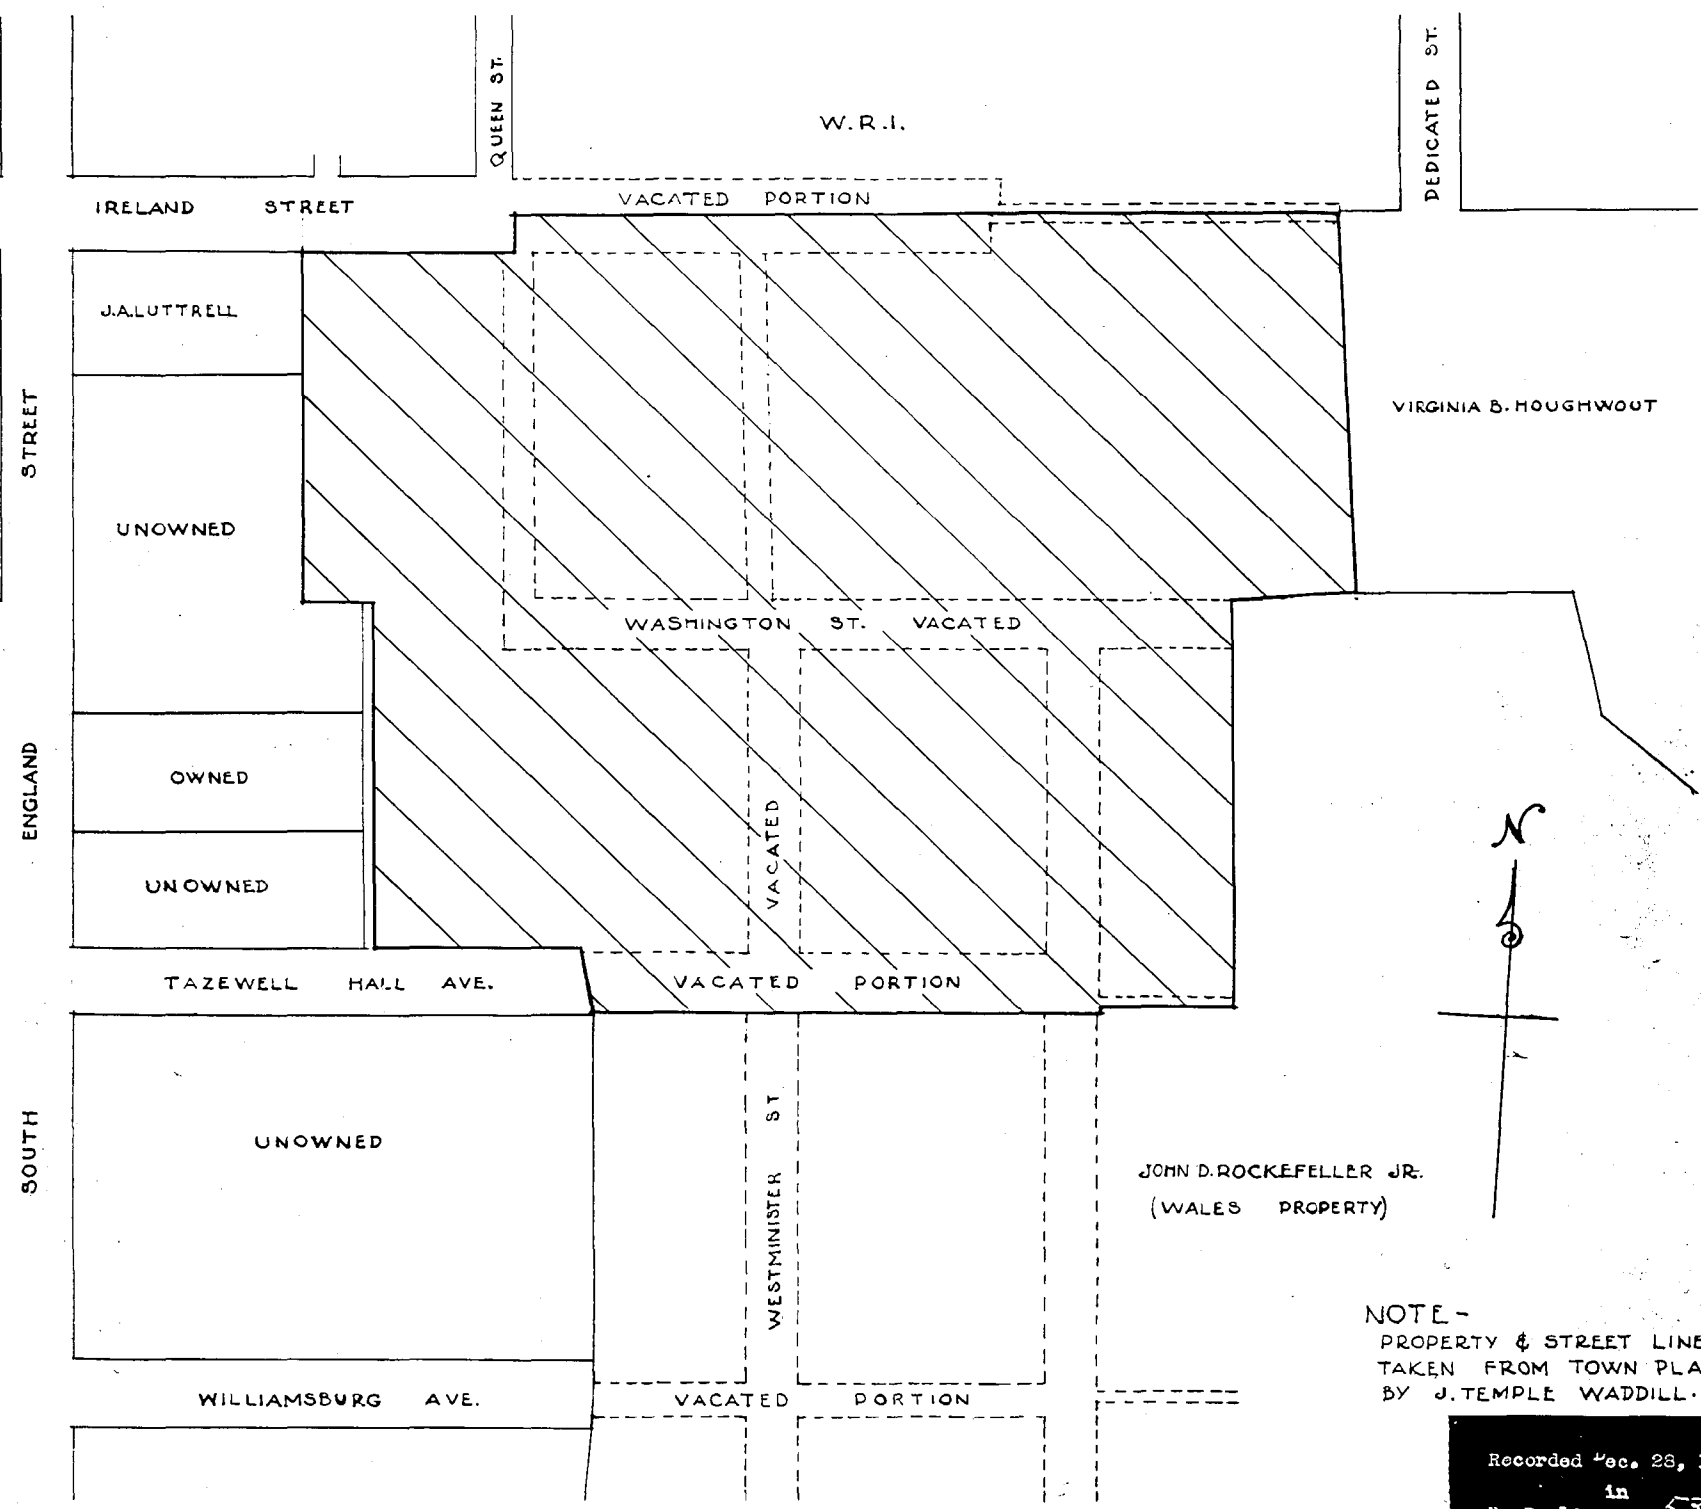 QUEEN ST.
DEDICATED ST.
W.R.I.
IRELAND STREET
VACATED PORTION
J.A.LUTTRELL
STREET
VIRGINIA B. HOUGHWOUT
UNOWNED
WASHINGTON ST. VACATED
ENGLAND
OWNED
VACATED
N
UNOWNED
TAZEWELL HALL AVE.
VACATED PORTION
SOUTH
UNOWNED
WESTMINISTER ST
JOHN D. ROCKEFELLER JR.
(WALES PROPERTY)
NOTE-
PROPERTY & STREET LINE
TAKEN FROM TOWN PLA
BY J. TEMPLE WADDILL.
WILLIAMSBURG AVE.
VACATED PORTION
Recorded Dec. 28,
in